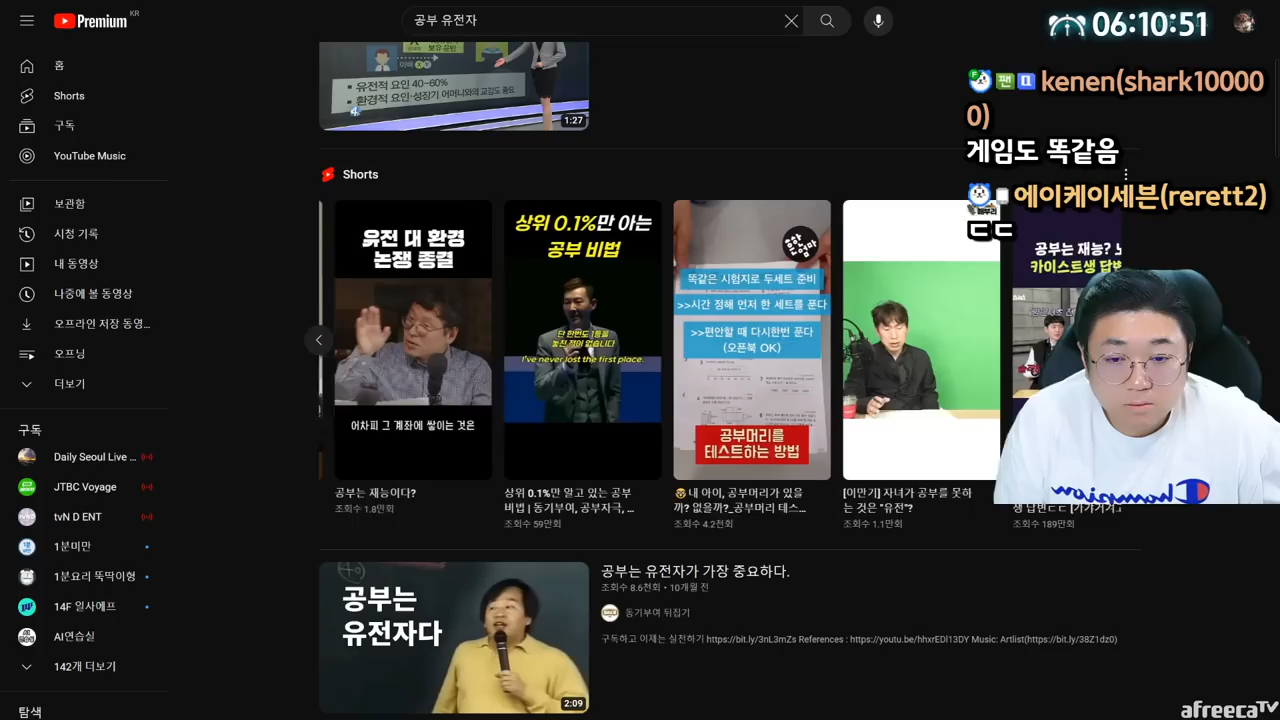 Premium KR
공부 유전자
06:10:51
홈
Shorts
구독
YouTube Music
보관함
시청 기록
내 동영상
나중에 볼 동영상
오프라인 저장 동영...
오프닝
더보기
구독
Daily Seoul Live ...
JTBC Voyage
tvN D ENT
1분미만
1분요리 뚝딱이형
14F 일사에프
AI연습실
142개 더보기
탐색
유전적 요인 40~60%
환경적 요인·성장기 어머니와의 교감도 중요
1:27
Shorts
팬
kenen(shark10000
0)
게임도 똑같음
에이케이세븐(rerett2)
ㄷㄷ
유전 대 환경
논쟁 종결
어차피 그 계좌에 쌓이는 것은
공부는 재능이다?
조회수 1.8만회
상위 0.1%만 아는
공부 비법
단 한번도 1등을
놓친 적이 없습니다
I've never lost the first place.
상위 0.1%만 알고 있는 공부
비법 | 동기부여, 공부자극, ...
조회수 59만회
똑같은 시험지로 두세트 준비
>>시간 정해 먼저 한 세트를 푼다
>>편안할 때 다시한번 푼다
(오픈북 OK)
공부머리를
테스트하는 방법
내 아이, 공부머리가 있을
까? 없을까?_공부머리 테스...
조회수 4.2천회
[이만기] 자녀가 공부를 못하
는 것은 "유전"?
조회수 1.1만회
공부는 재능? 노
카이스트생 답변
조회수 189만회
Champion
공부는
유전자다
2:09
공부는 유전자가 가장 중요하다.
조회수 8.6천회 • 10개월 전
동기부여 뒤집기
구독하고 이제는 실천하기 https://bit.ly/3nL3mZs References : https://youtu.be/hhxrEDl13DY Music: Artlist(https://bit.ly/38Z1dz0)
afreecaTV